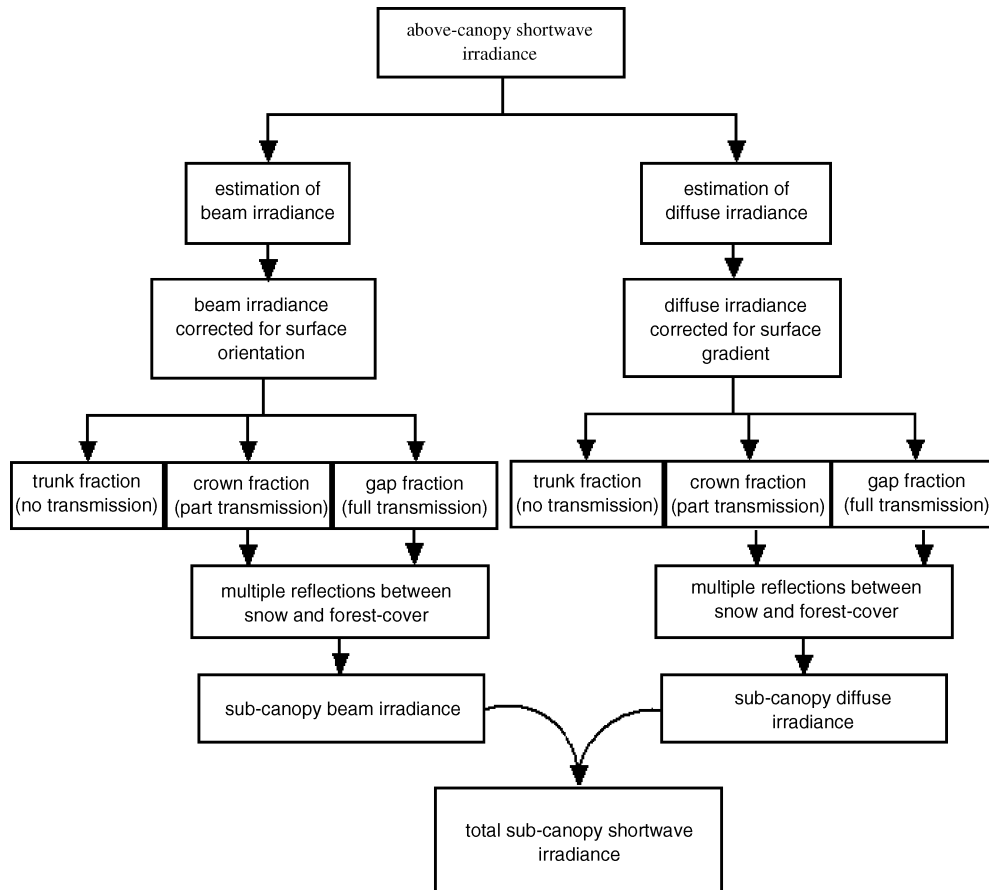 above-canopy shortwave
irradiance
estimation of
beam irradiance
estimation of
diffuse irradiance
beam irradiance
corrected for surface
orientation
diffuse irradiance
corrected for surface
gradient
trunk fraction
(no transmission)
crown fraction
(part transmission)
gap fraction
(full transmission)
trunk fraction
(no transmission)
crown fraction
(part transmission)
gap fraction
(full transmission)
multiple reflections between
snow and forest-cover
multiple reflections between
snow and forest-cover
sub-canopy beam irradiance
sub-canopy diffuse
irradiance
total sub-canopy shortwave
irradiance